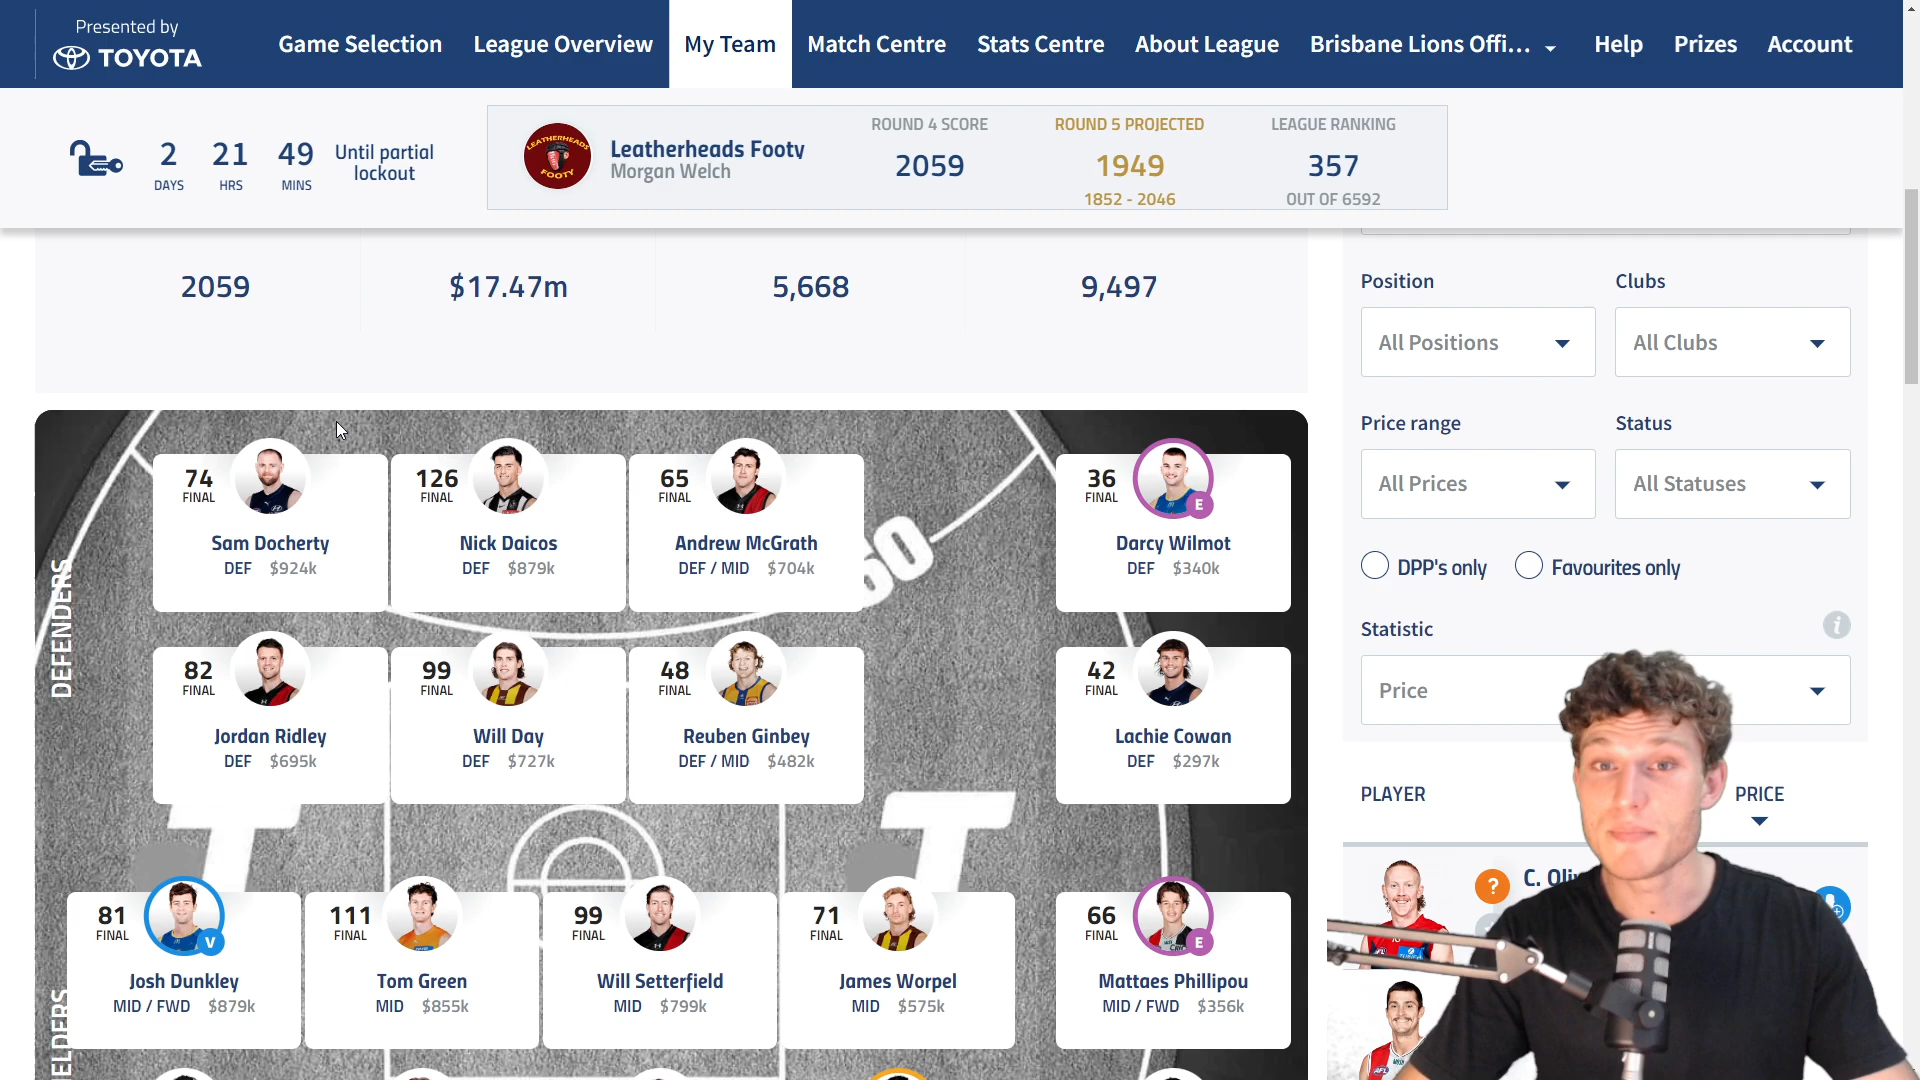 Presented by
TOYOTA
Game Selection
League Overview
My Team
Match Centre
Stats Centre
About League
Brisbane Lions Offi...
Help
Prizes
Account
2 21 49
DAYS HRS MINS
Until partial
lockout
LEATHERHEADS
FOOTY
Leatherheads Footy
Morgan Welch
ROUND 4 SCORE
2059
ROUND 5 PROJECTED
1949
1852 - 2046
LEAGUE RANKING
357
OUT OF 6592
2059
$17.47m
5,668
9,497
DEFENDERS
50
74
FINAL
Sam Docherty
DEF $924k
126
FINAL
Nick Daicos
DEF $879k
65
FINAL
Andrew McGrath
DEF / MID $704k
36
FINAL
E
Darcy Wilmot
DEF $340k
82
FINAL
Jordan Ridley
DEF $695k
99
FINAL
Will Day
DEF $727k
48
FINAL
Reuben Ginbey
DEF / MID $482k
42
FINAL
Lachie Cowan
DEF $297k
ELDERS
81
FINAL
V
Josh Dunkley
MID / FWD $879k
111
FINAL
Tom Green
MID $855k
99
FINAL
Will Setterfield
MID $799k
71
FINAL
James Worpel
MID $575k
66
FINAL
E
Mattaes Phillipou
MID / FWD $356k
Position
All Positions
Clubs
All Clubs
Price range
All Prices
Status
All Statuses
DPP's only
Favourites only
Statistic
i
Price
PLAYER
PRICE
?
C. Oli